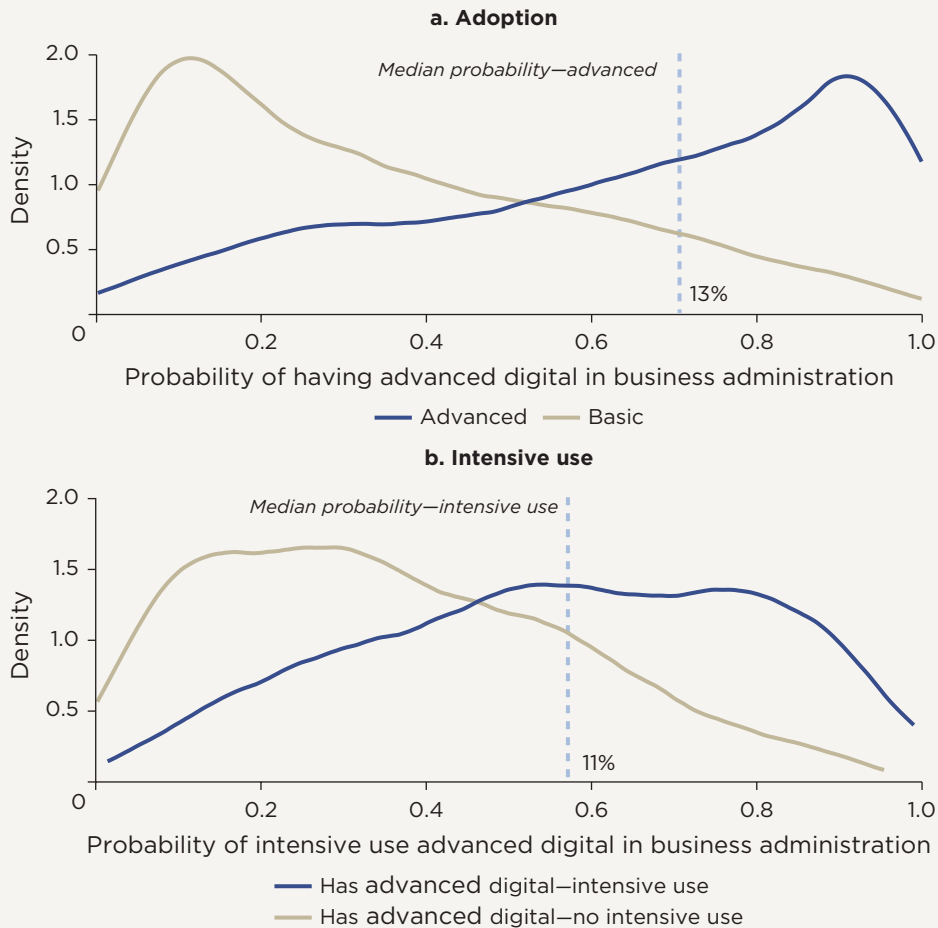 a. Adoption
2.0
Median probability—advanced
1.5
Density
1.0
0.5
13%
0
0.2
0.4
0.6
0.8
1.0
Probability of having advanced digital in business administration
Advanced
Basic
b. Intensive use
2.0
Median probability—intensive use
1.5
Density
1.0
0.5
11%
0
0.2
0.4
0.6
0.8
1.0
Probability of intensive use advanced digital in business administration
Has advanced digital—intensive use
Has advanced digital—no intensive use